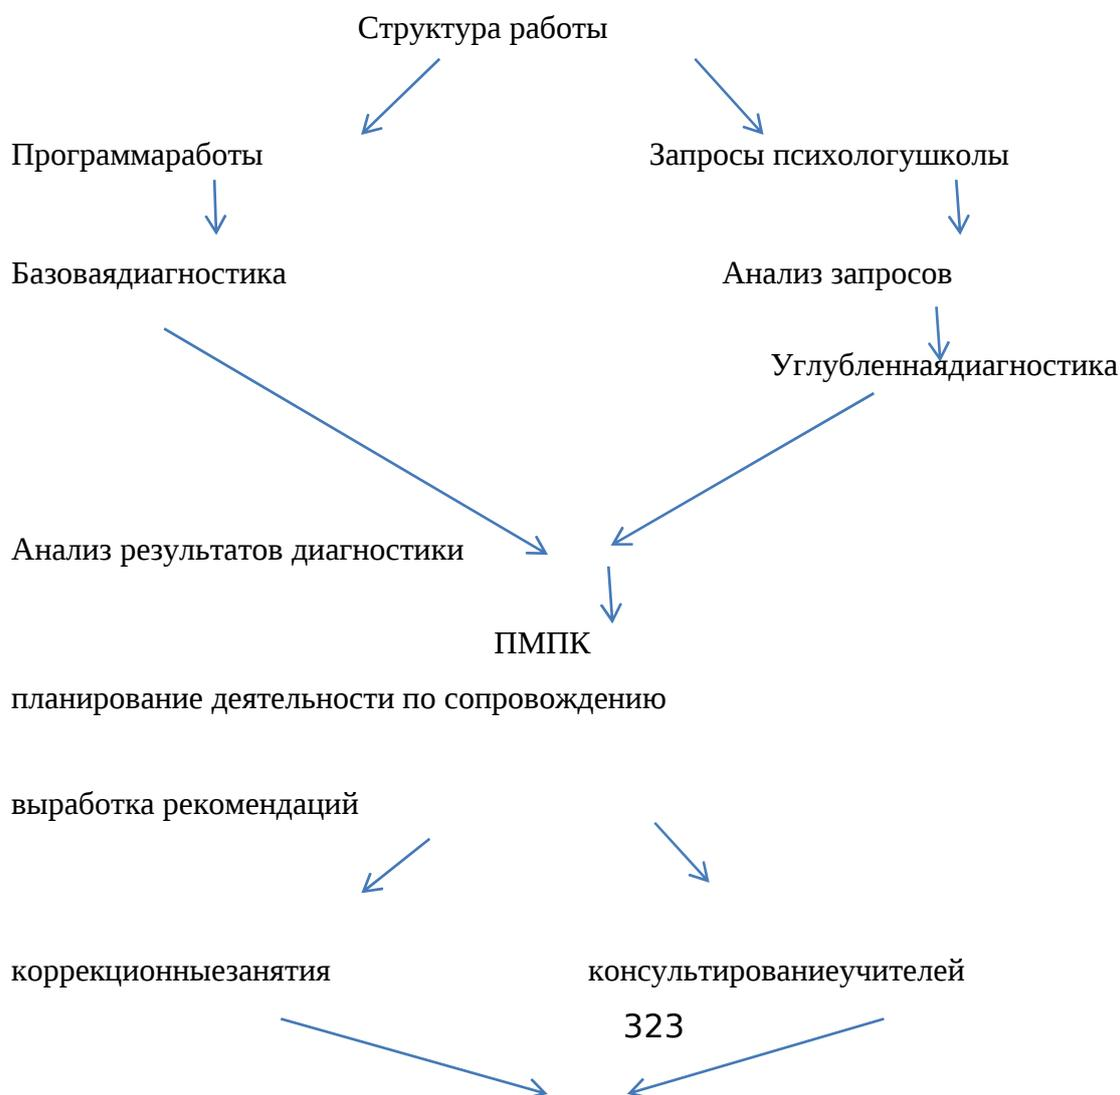 Структура работы
Программаработы Запросы психологушколы
Базоваядиагностика Анализ запросов
Углубленнаядиагностика
Анализ результатов диагностики
ПМПК
планирование деятельности по сопровождению
выработка рекомендаций
коррекционныезанятия консультированиеучителей
323